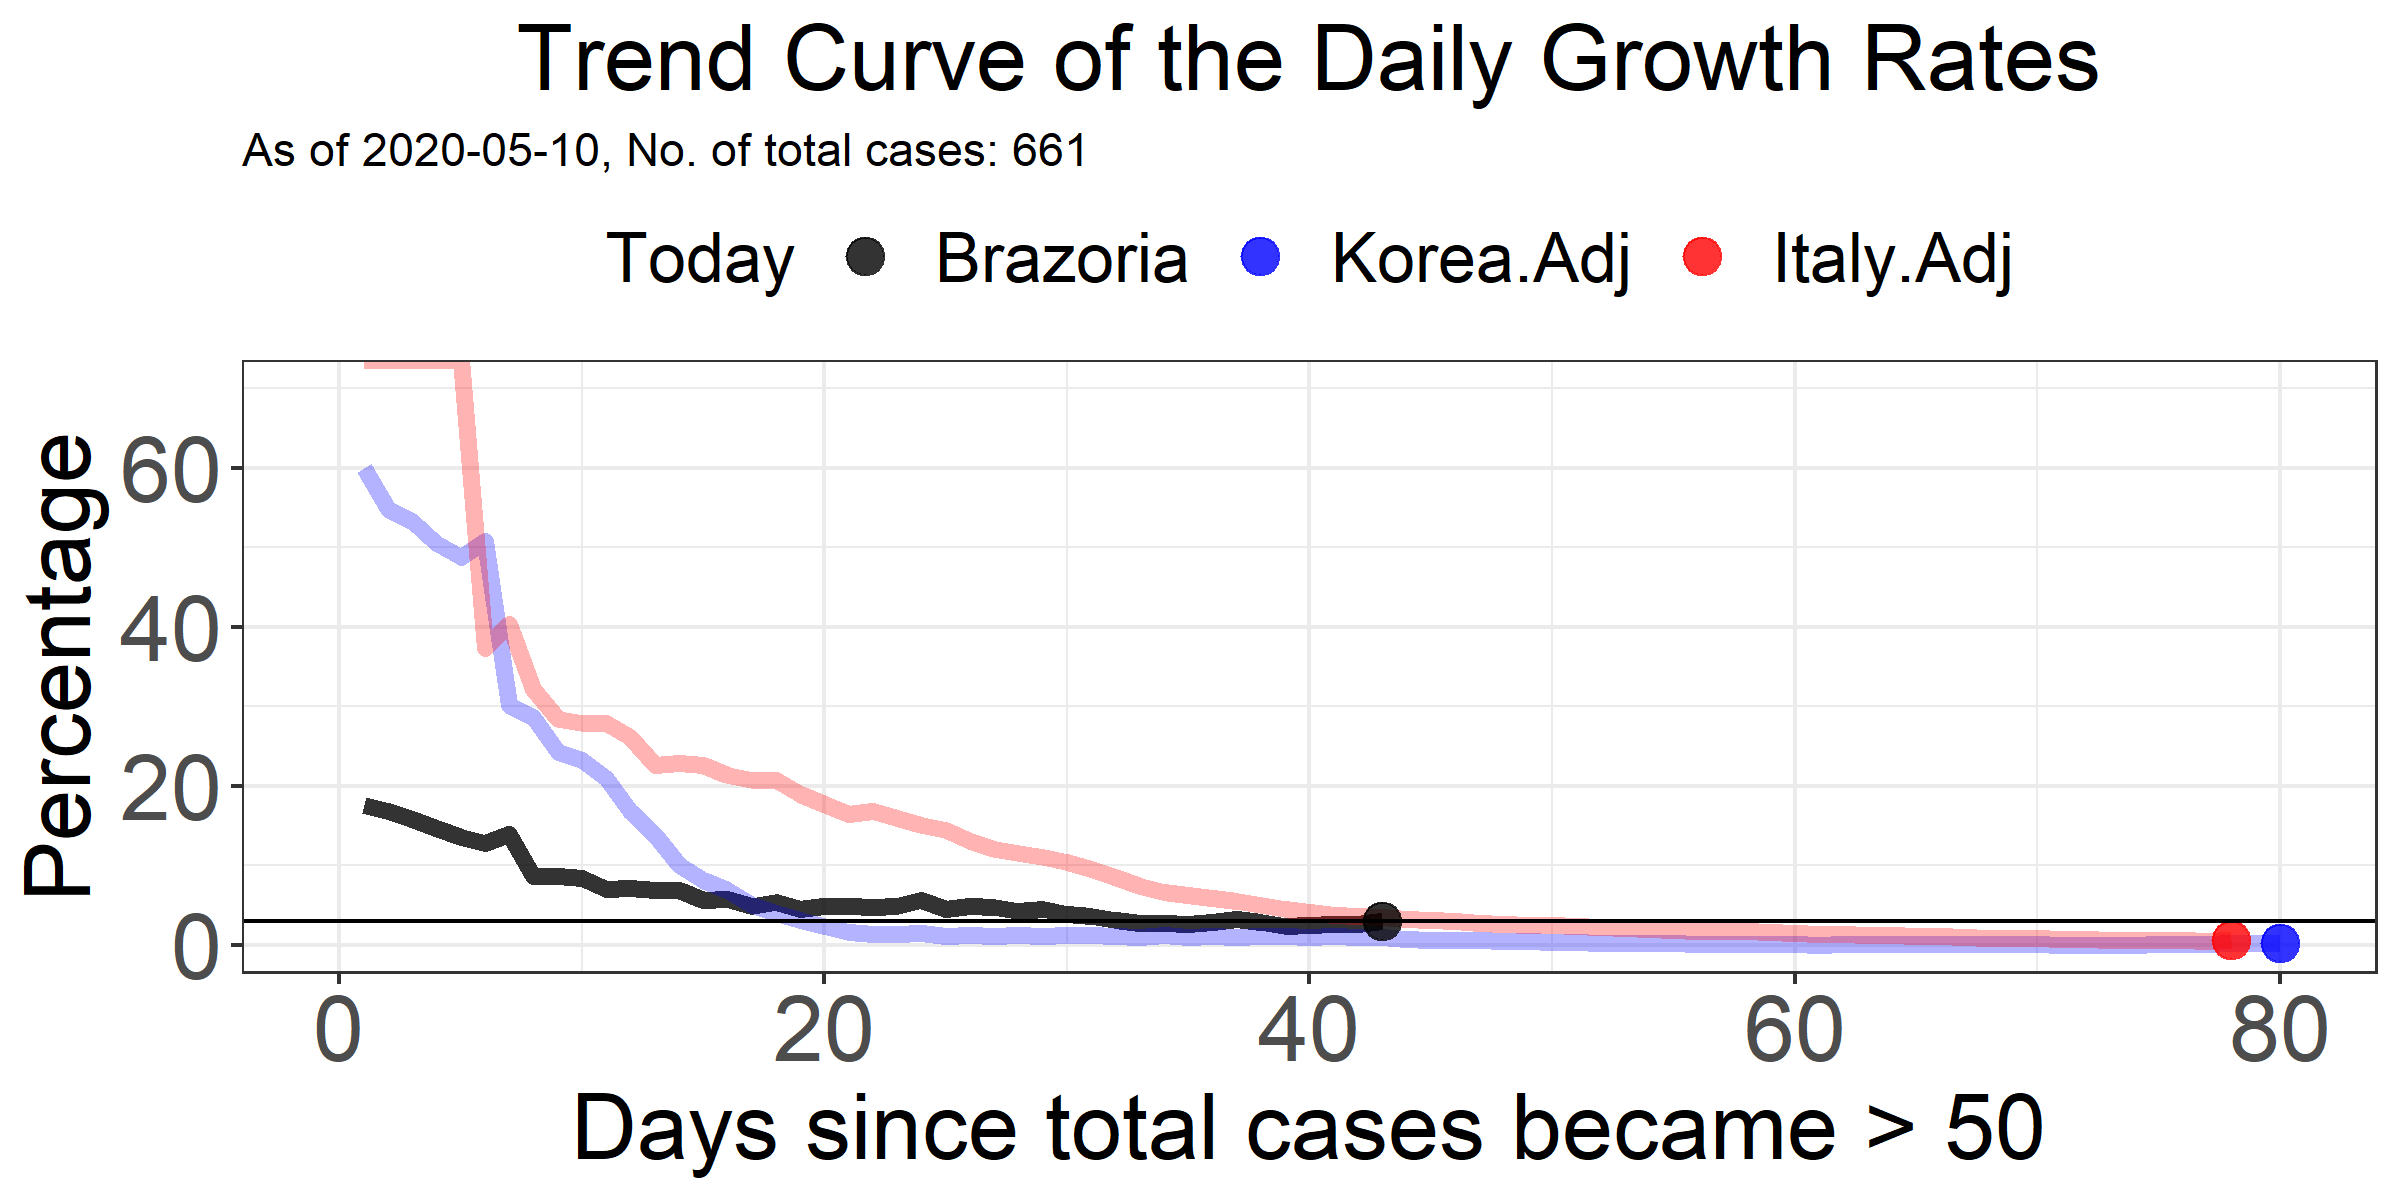 Trend Curve of the Daily Growth Rates
As of 2020-05-10, No. of total cases: 661
Today Brazoria Korea.Adj Italy.Adj
Percentage
60
40
20
0
0 20 40 60 80
Days since total cases became > 50